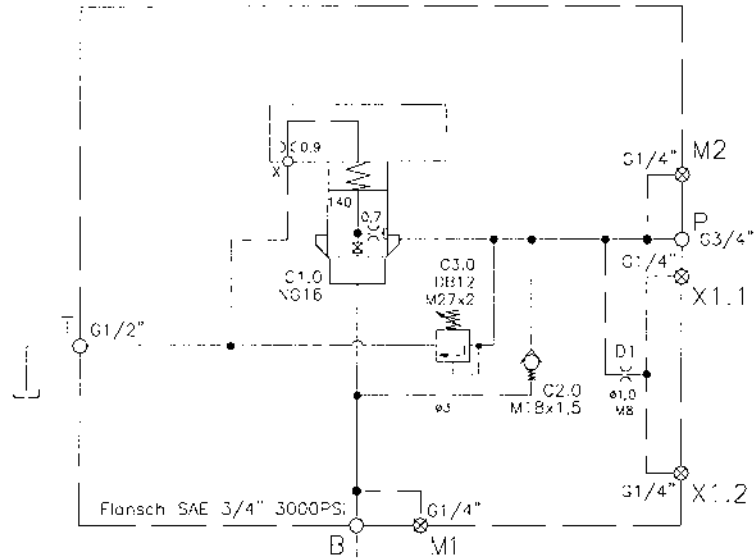 M2
G1/4"
0.9
X
140
0,7
P
G3/4"
G1/4"
X1.1
C1.0
NG16
C3.0
DB12
M27x2
T
G1/2"
D1
ø1,0
M8
C2.0
M18x1,5
ø3
G1/4"
X1.2
Flansch SAE 3/4" 3000PSi
G1/4"
B
M1